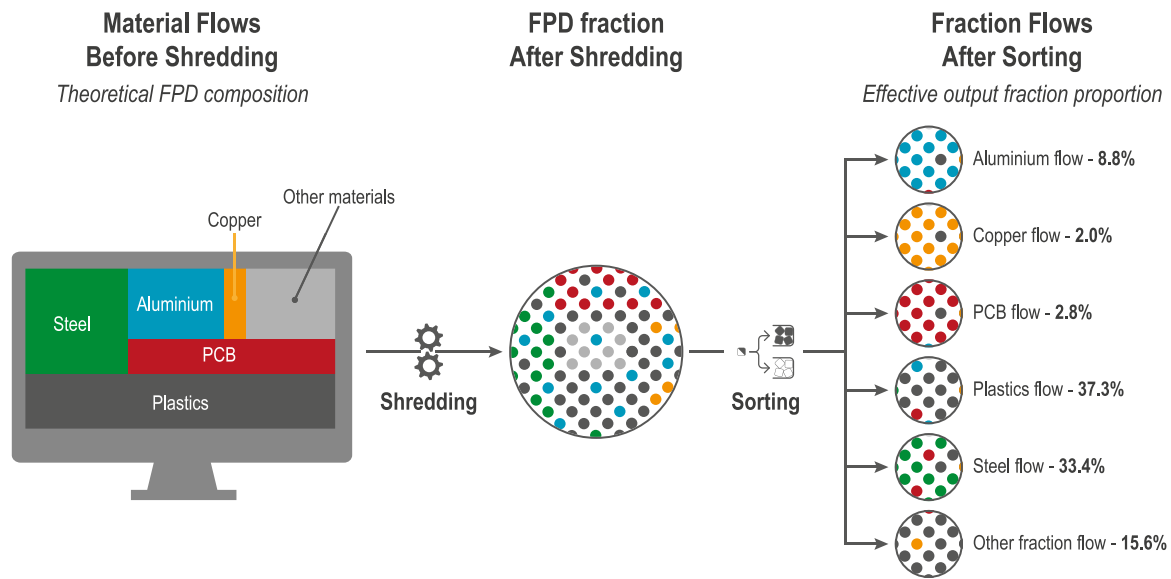 Material Flows
Before Shredding
Theoretical FPD composition
FPD fraction
After Shredding
Fraction Flows
After Sorting
Effective output fraction proportion
Other materials
Copper
Steel
Aluminium
PCB
Plastics
Shredding
Sorting
Aluminium flow - 8.8%
Copper flow - 2.0%
PCB flow - 2.8%
Plastics flow - 37.3%
Steel flow - 33.4%
Other fraction flow - 15.6%